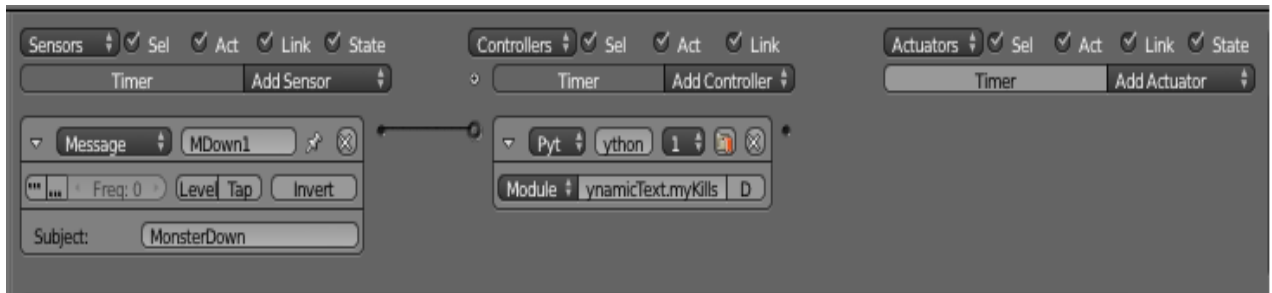 Sensors Sel Act Link State Controllers Sel Act Link Actuators Sel Act Link State
Timer Add Sensor Timer Add Controller Timer Add Actuator
Message MDown1 Pyt ython 1
Freq: 0 Level Tap Invert Module ynamicText.myKills D
Subject: MonsterDown